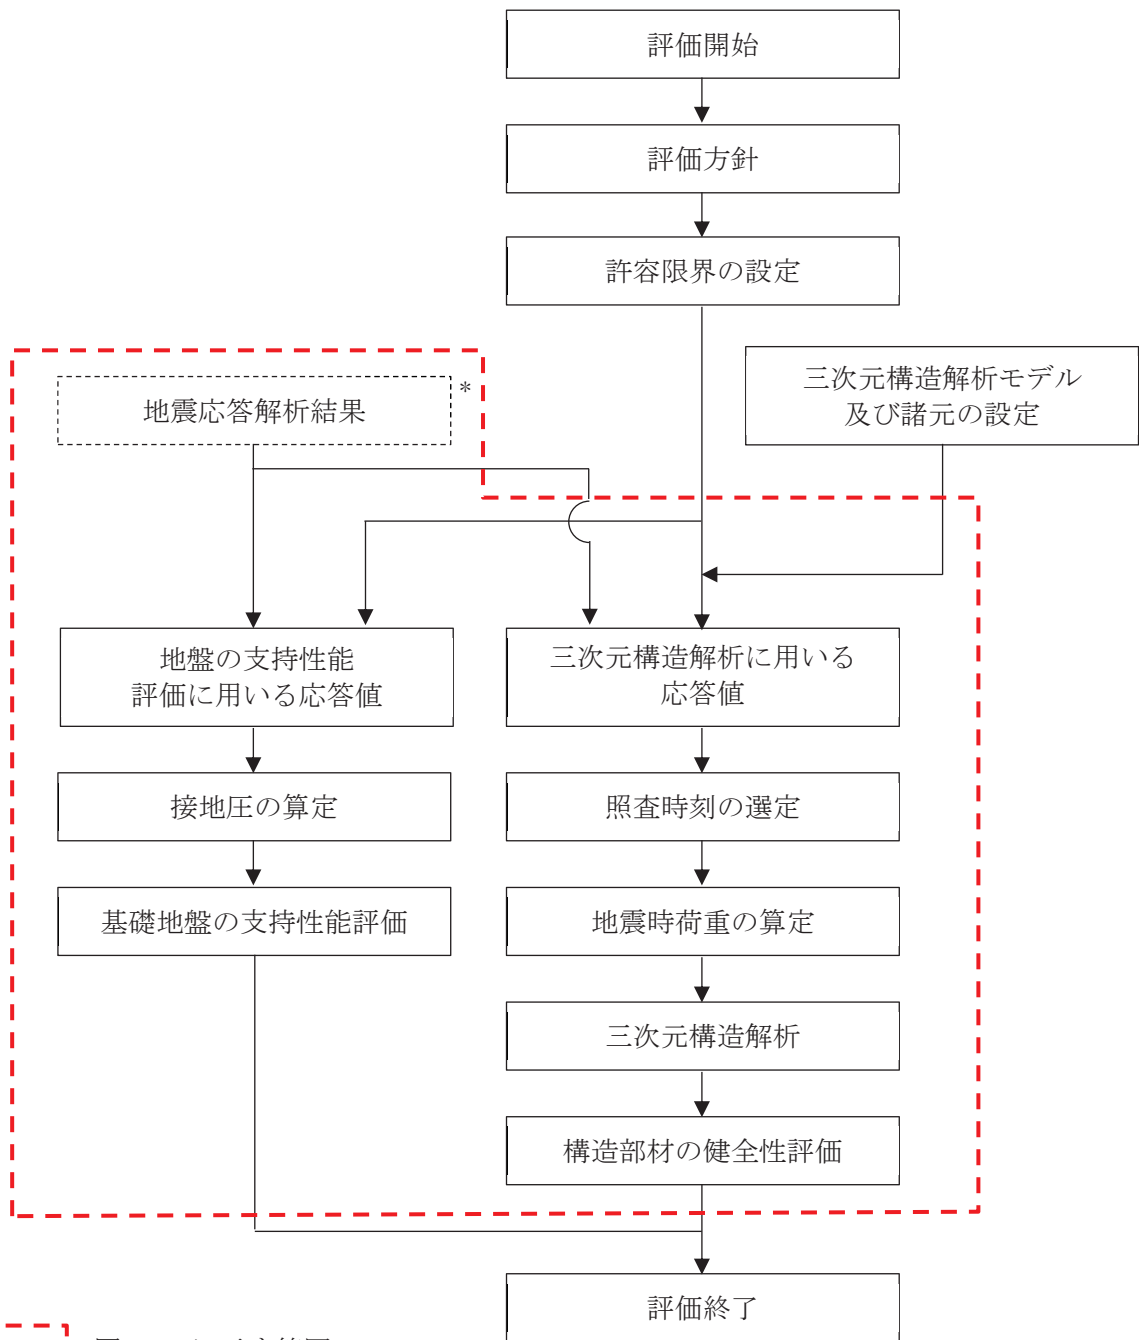 評価開始
評価方針
許容限界の設定
地震応答解析結果
*
三次元構造解析モデル
及び諸元の設定
地盤の支持性能
評価に用いる応答値
三次元構造解析に用いる
応答値
接地圧の算定
照査時刻の選定
基礎地盤の支持性能評価
地震時荷重の算定
三次元構造解析
構造部材の健全性評価
評価終了